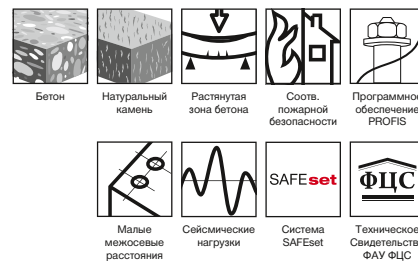 Бетон
Натуральный
камень
Растянутая
зона бетона
Соотв.
пожарной
безопасности
Программное
обеспечение
PROFIS
SAFEset
ФЦС
Малые
межосевые
расстояния
Сейсмические
нагрузки
Система
SAFEset
Техническое
Свидетельств
ФАУ ФЦС